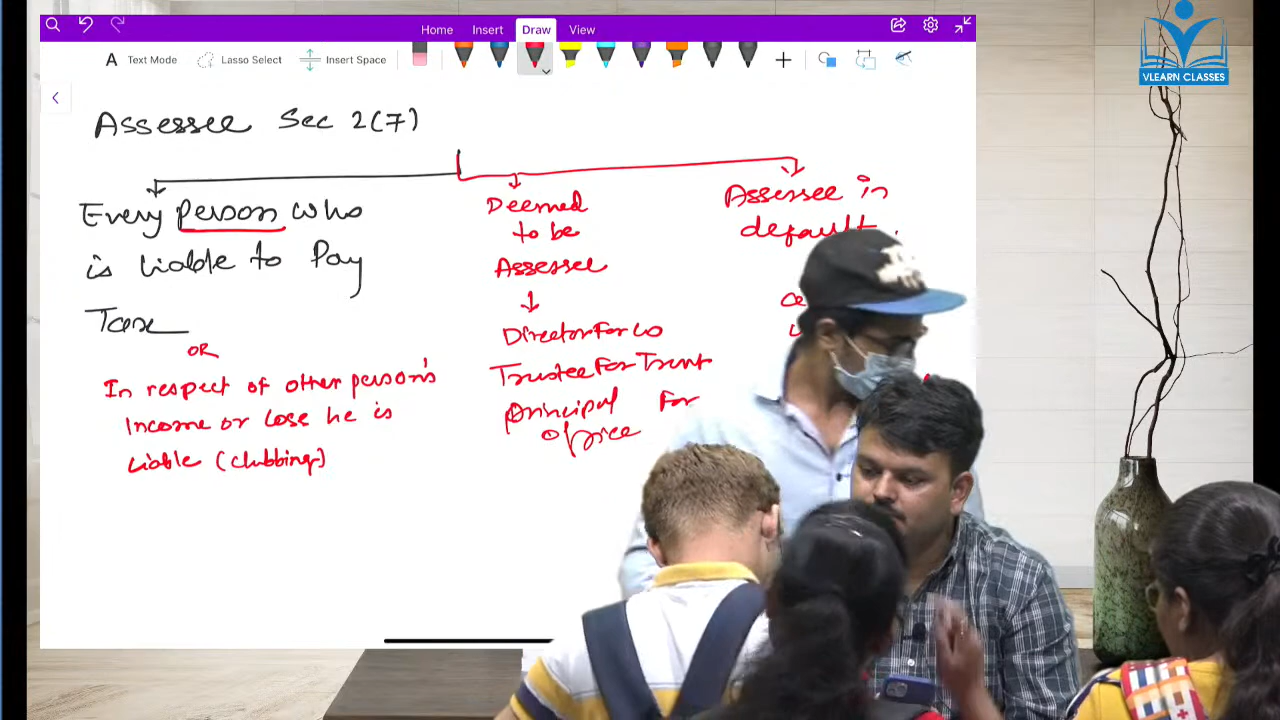 Home Insert Draw View
VLEARN CLASSES
A Text Mode Lasso Select Insert Space
Assessee Sec 2(7)
Every person who
is liable to Pay
Tax
OR
In respect of other person's
Income or Lose he is
Liable (clubbing)
Deemed
to be
Assessee
Director For Co
Trustee For Trust
Principal For
office
Assessee in
default.